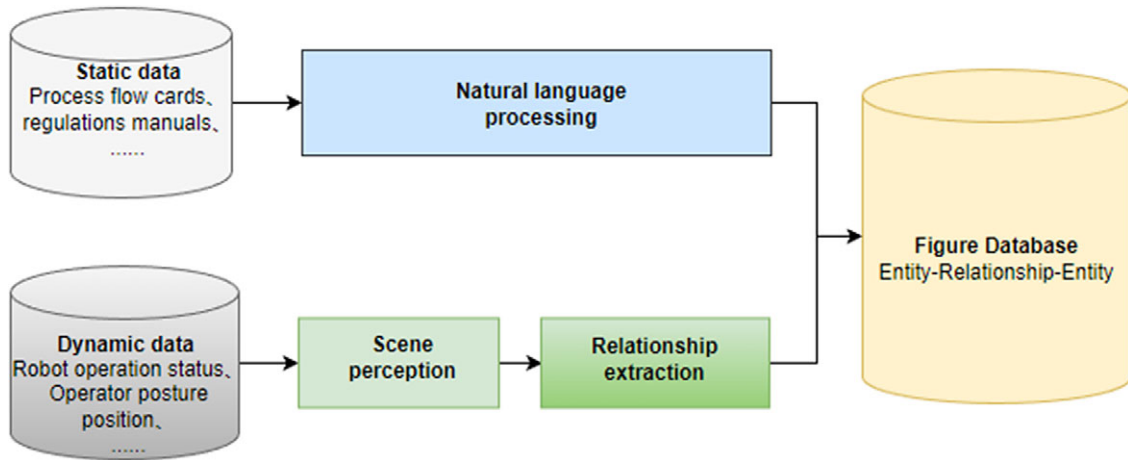 Static data
Process flow cards、
regulations manuals、
……
Natural language
processing
Figure Database
Entity-Relationship-Entity
Dynamic data
Robot operation status、
Operator posture
position、
……
Scene
perception
Relationship
extraction